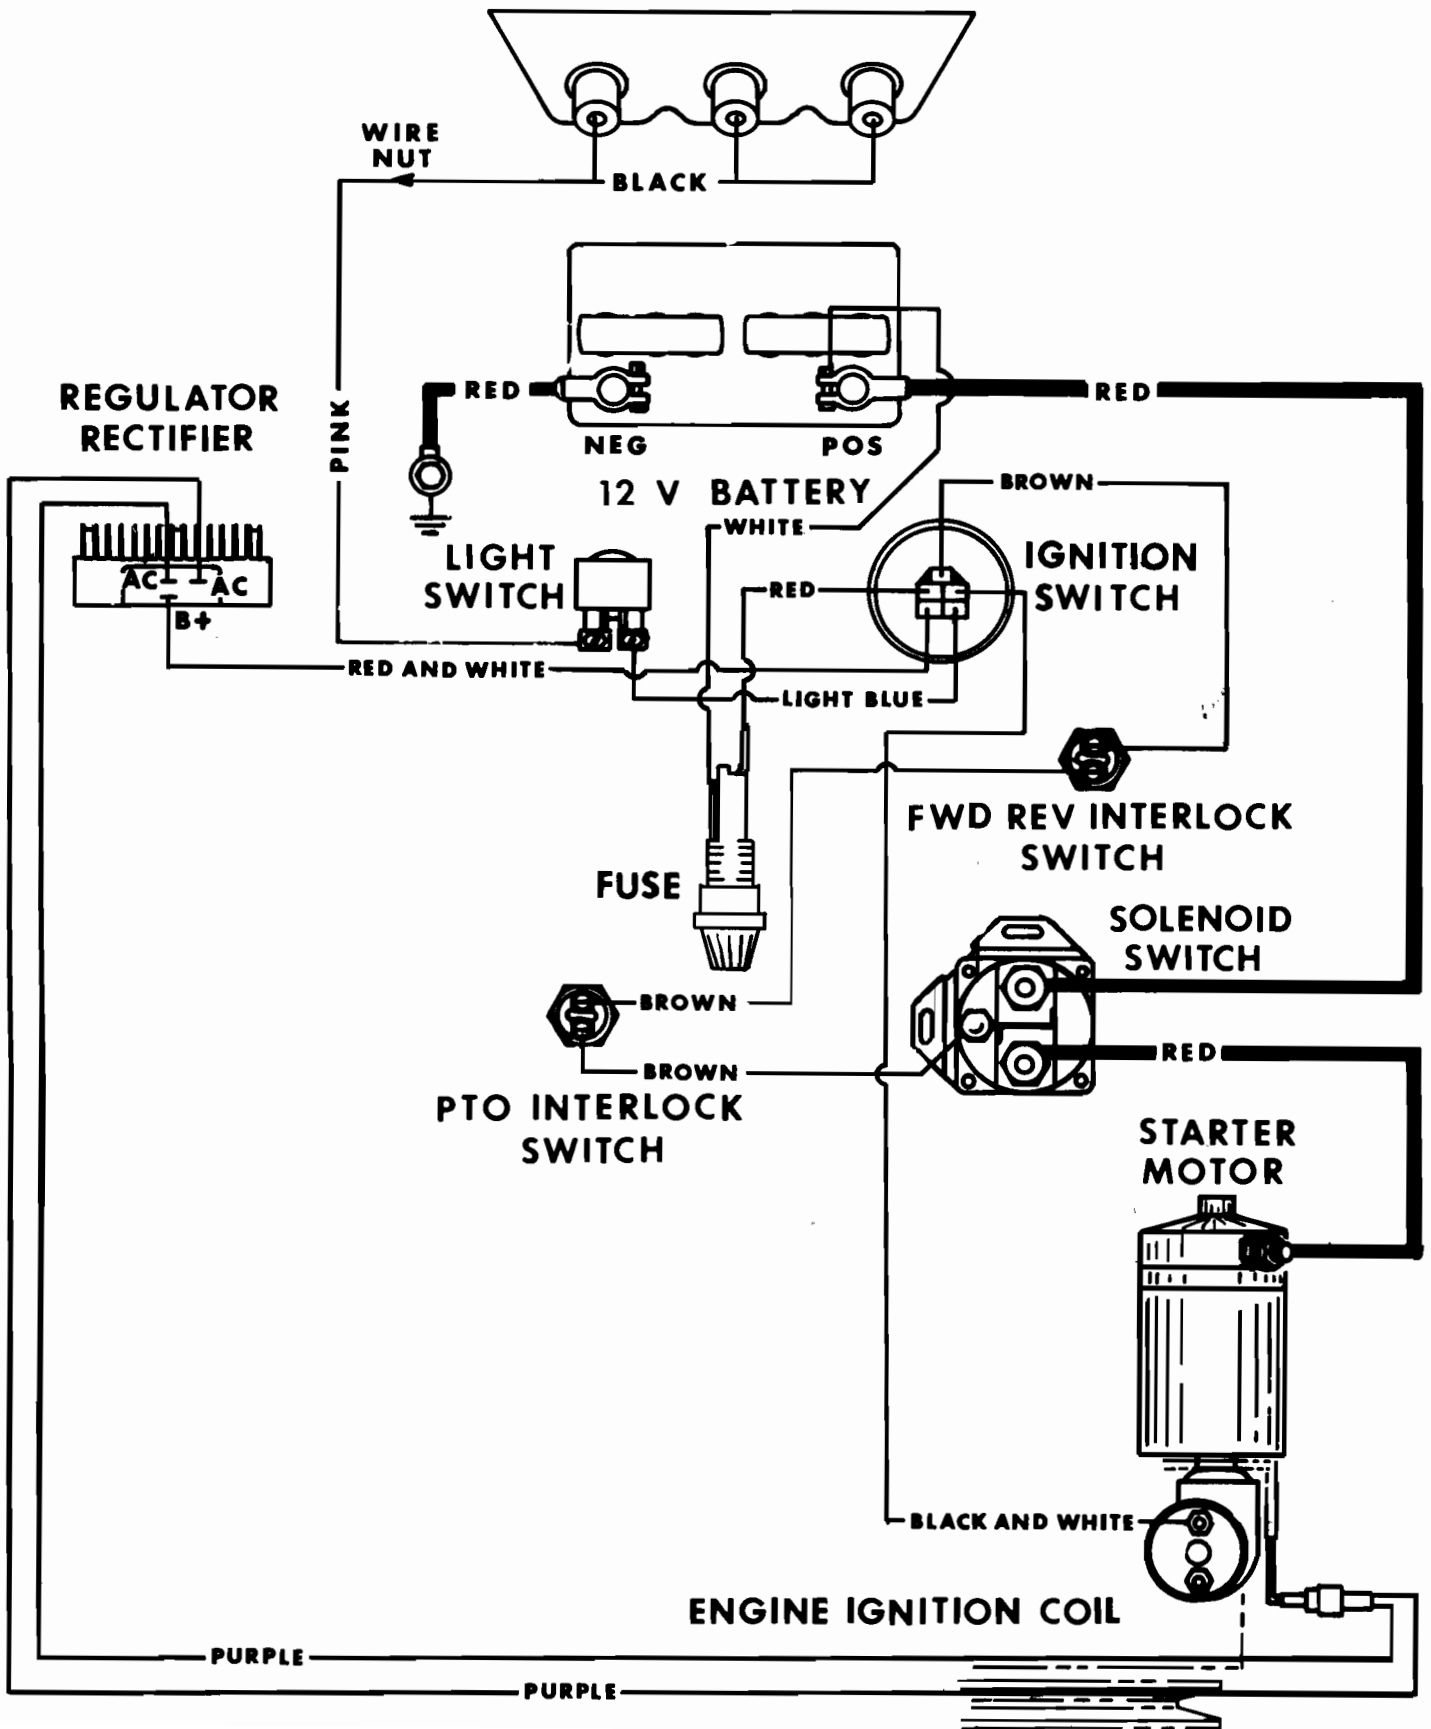 WIRE
NUT
BLACK
PINK
RED
RED
NEG
POS
12 V BATTERY
REGULATOR
RECTIFIER
WHITE
BROWN
LIGHT
SWITCH
IGNITION
SWITCH
AC
AC
B+
RED
RED AND WHITE
LIGHT BLUE
FWD REV INTERLOCK
SWITCH
FUSE
SOLENOID
SWITCH
BROWN
BROWN
RED
PTO INTERLOCK
SWITCH
STARTER
MOTOR
BLACK AND WHITE
ENGINE IGNITION COIL
PURPLE
PURPLE